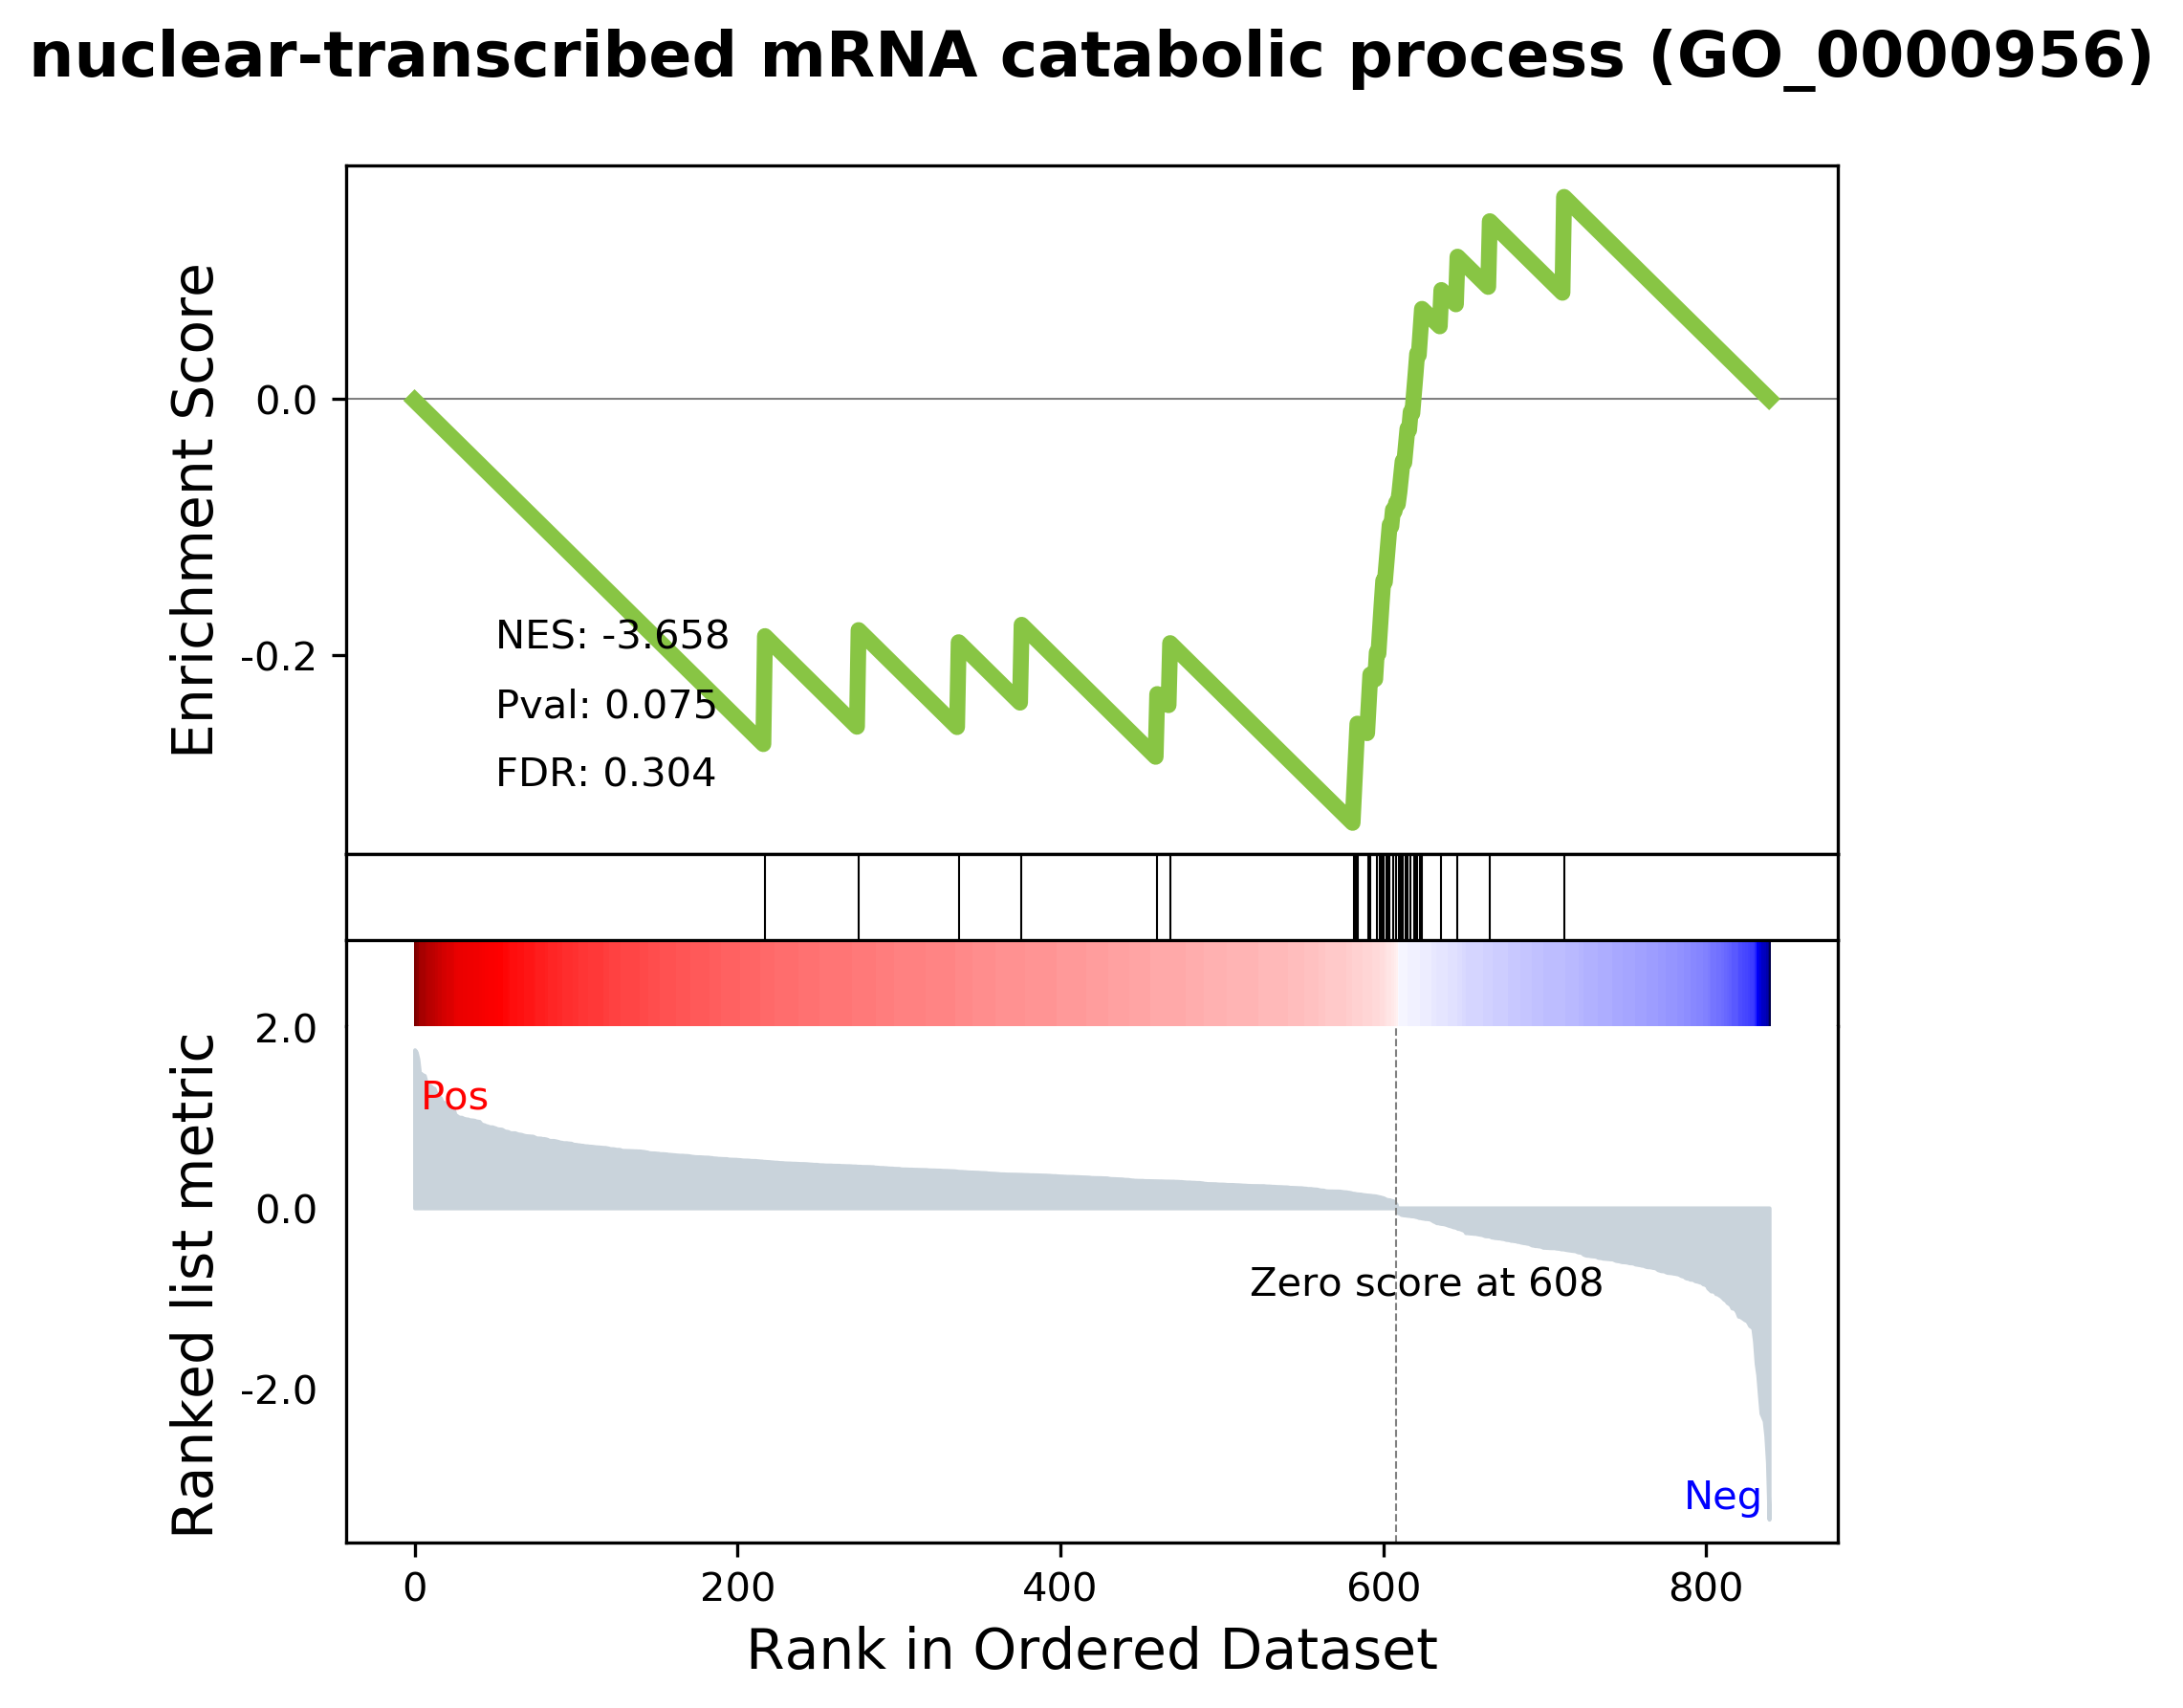 nuclear-transcribed mRNA catabolic process (GO_0000956)
Enrichment Score
0.0
-0.2
NES: -3.658
Pval: 0.075
FDR: 0.304
Ranked list metric
2.0
0.0
-2.0
Pos
Zero score at 608
Neg
0 200 400 600 800
Rank in Ordered Dataset